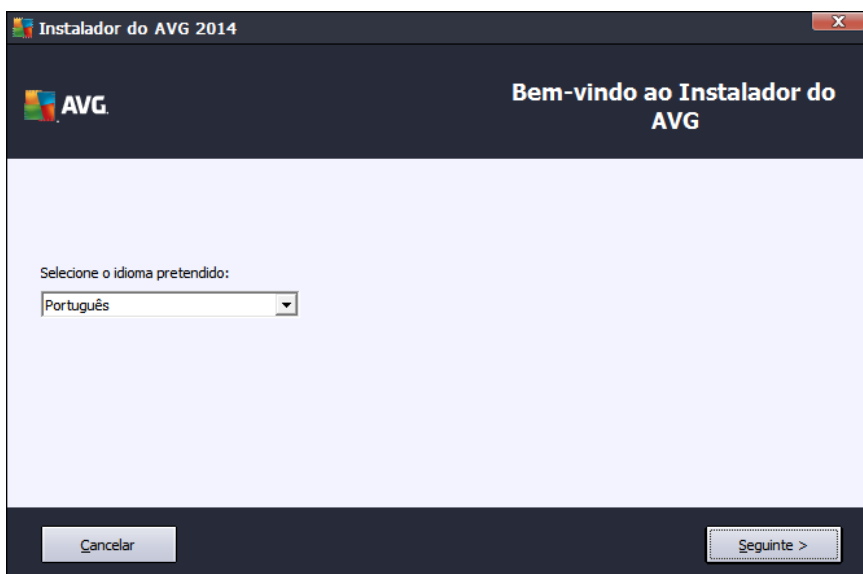 Instalador do AVG 2014
X
AVG.
Bem-vindo ao Instalador do
AVG
Selecione o idioma pretendido:
Português
Cancelar
Seguinte >